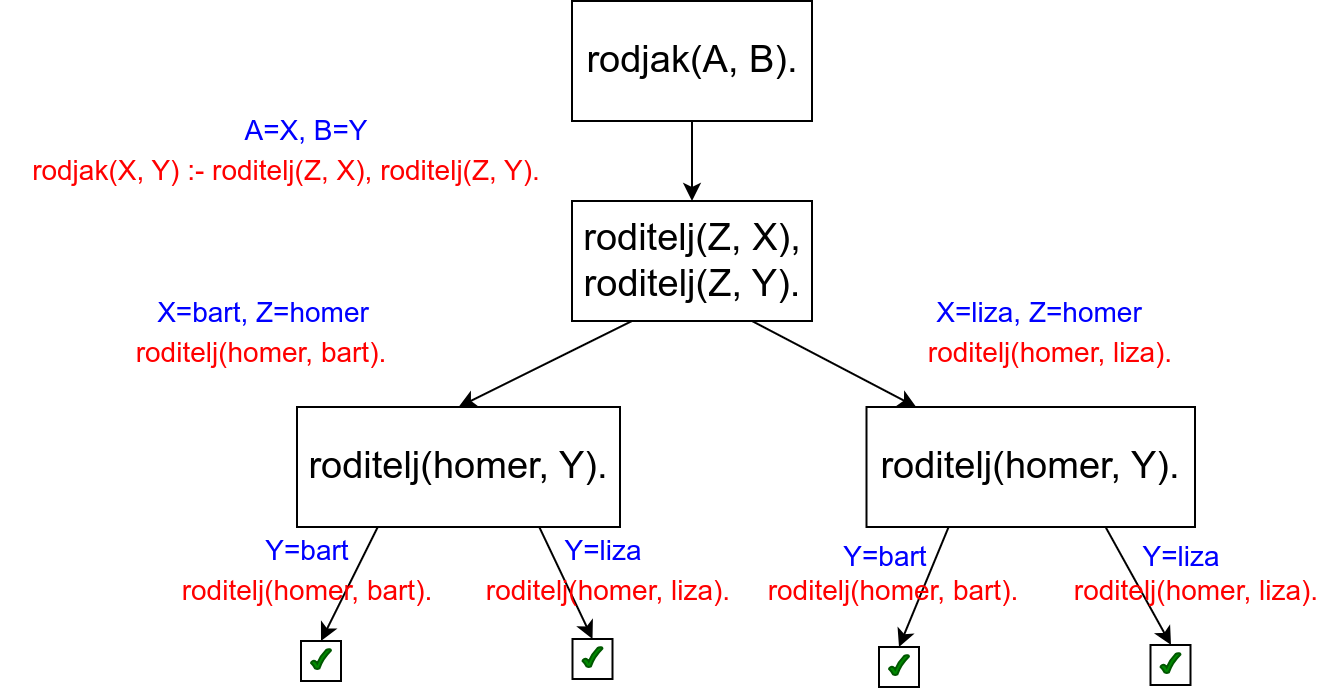 rodjak(A, B).
A=X, B=Y
rodjak(X, Y) :- roditelj(Z, X), roditelj(Z, Y).
roditelj(Z, X),
roditelj(Z, Y).
X=bart, Z=homer
roditelj(homer, bart).
X=liza, Z=homer
roditelj(homer, liza).
roditelj(homer, Y).
roditelj(homer, Y).
Y=bart
roditelj(homer, bart).
Y=liza
roditelj(homer, liza).
Y=bart
roditelj(homer, bart).
Y=liza
roditelj(homer, liza).